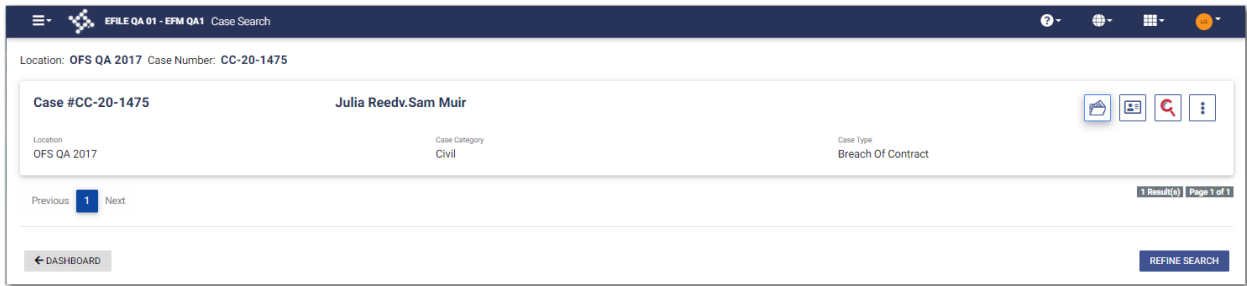 EFILE QA 01 - EFM QA1 Case Search
LG
Location: OFS QA 2017 Case Number: CC-20-1475
Case #CC-20-1475 Julia Reedv.Sam Muir
Location Case Category Case Type
OFS QA 2017 Civil Breach Of Contract
Previous 1 Next 1 Result(s) Page 1 of 1
DASHBOARD REFINE SEARCH